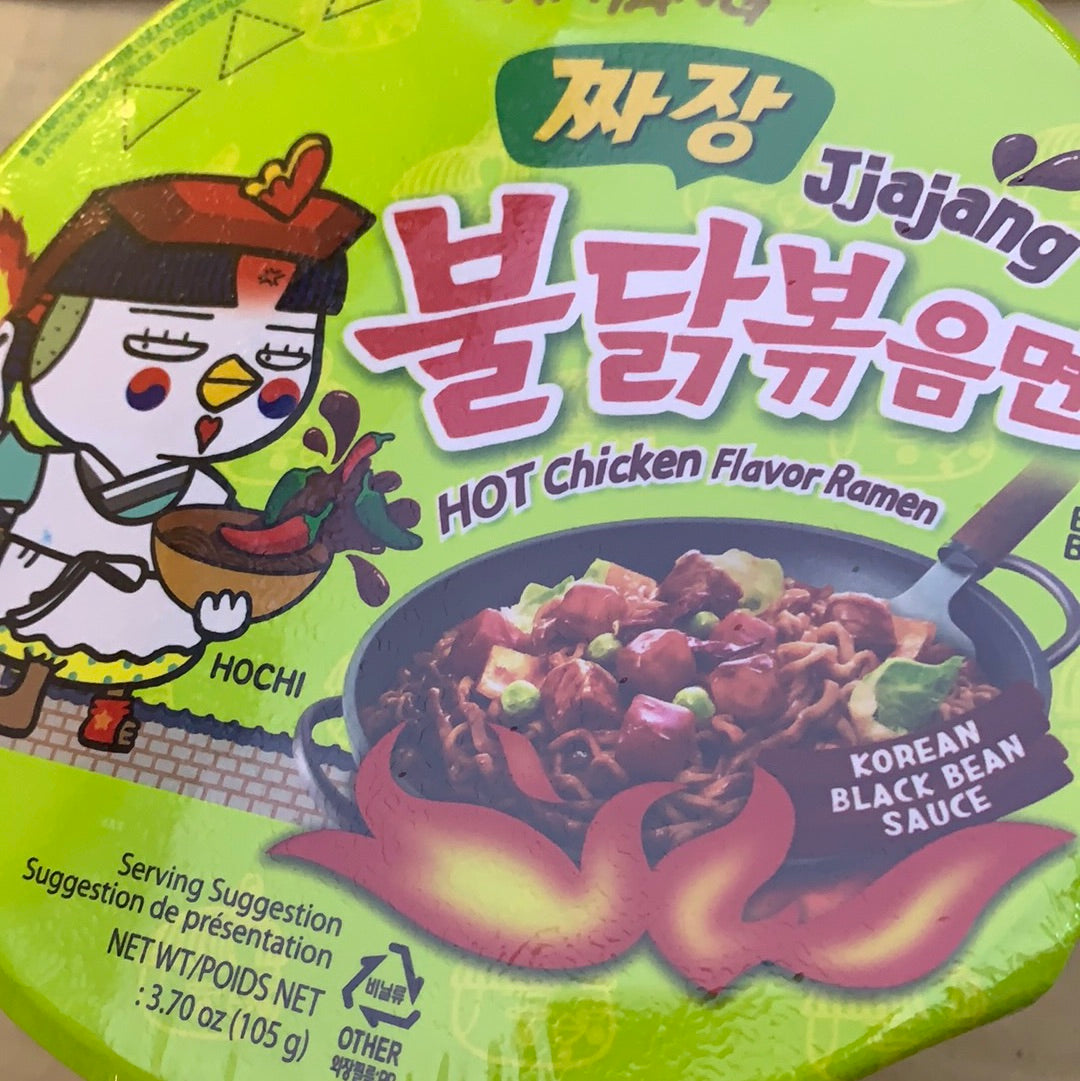 짜장
Jjajang
불닭볶음면
HOT Chicken Flavor Ramen
HOCHI
KOREAN
BLACK BEAN
SAUCE
Serving Suggestion
Suggestion de présentation
NET WT/POIDS NET
: 3.70 oz (105 g)
비닐류
OTHER